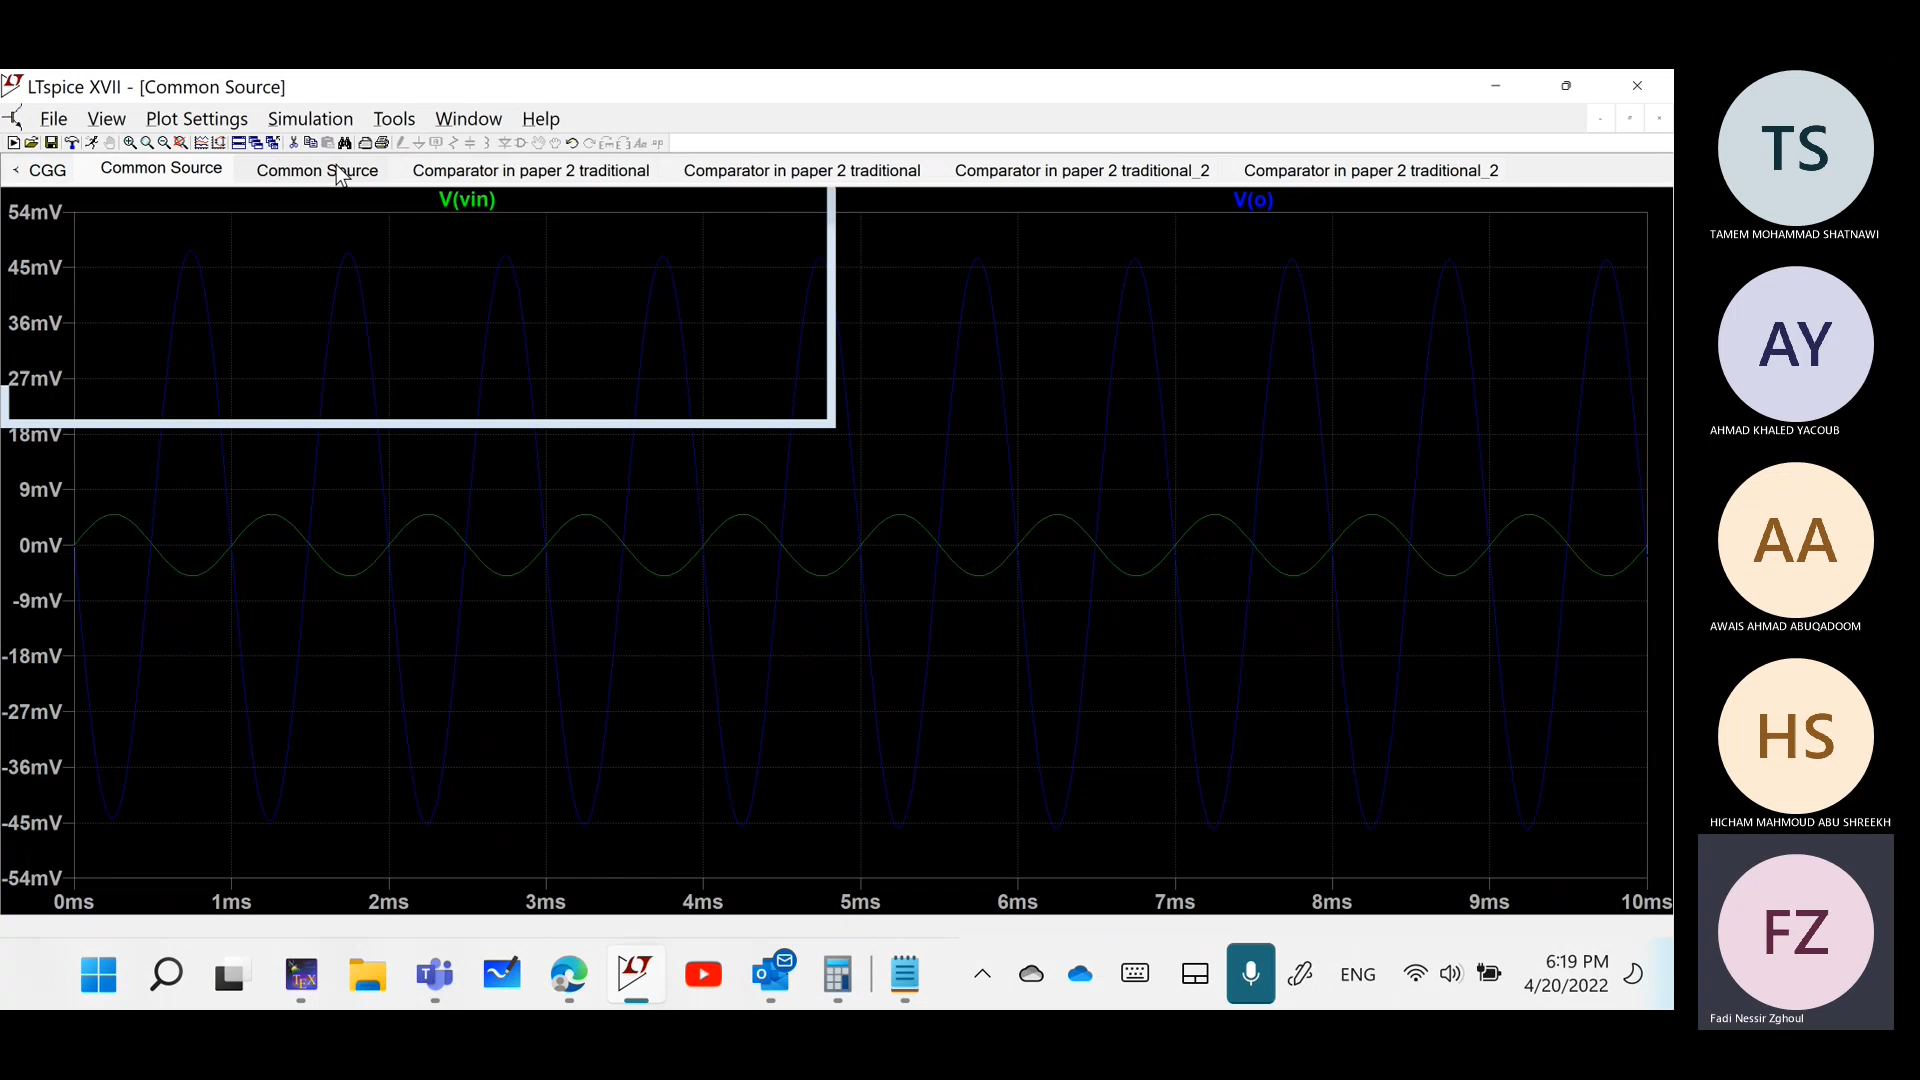 LTspice XVII - [Common Source]
File View Plot Settings Simulation Tools Window Help
CGG Common Source Common Source Comparator in paper 2 traditional Comparator in paper 2 traditional Comparator in paper 2 traditional_2 Comparator in paper 2 traditional_2
V(vin) V(o)
54mV
45mV
36mV
27mV
18mV
9mV
0mV
-9mV
-18mV
-27mV
-36mV
-45mV
-54mV
0ms 1ms 2ms 3ms 4ms 5ms 6ms 7ms 8ms 9ms 10ms
ENG
6:19 PM
4/20/2022
TS
TAMEM MOHAMMAD SHATNAWI
AY
AHMAD KHALED YACOUB
AA
AWAIS AHMAD ABUQADOOM
HS
HICHAM MAHMOUD ABU SHREEKH
FZ
Fadi Nessir Zghoul